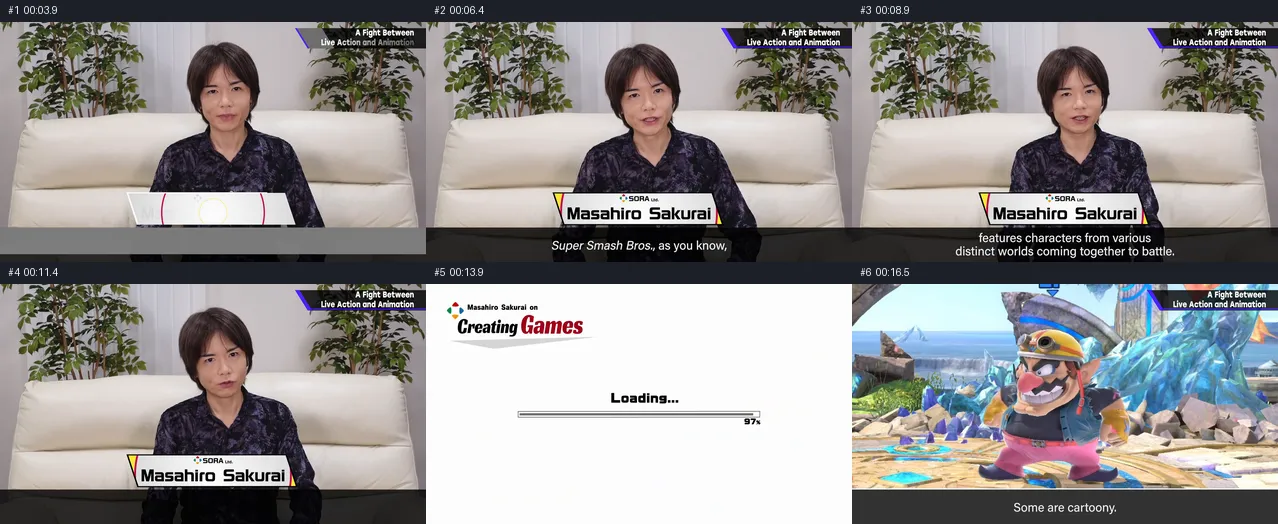 #1 00:03.9
A Fight Between
Live Action and Animation
#2 00:06.4
A Fight Between
Live Action and Animation
SORA Ltd.
Masahiro Sakurai
Super Smash Bros., as you know,
#3 00:08.9
A Fight Between
Live Action and Animation
SORA Ltd.
Masahiro Sakurai
features characters from various
distinct worlds coming together to battle.
#4 00:11.4
A Fight Between
Live Action and Animation
SORA Ltd.
Masahiro Sakurai
#5 00:13.9
Masahiro Sakurai on
Creating Games
Loading...
97%
#6 00:16.5
A Fight Between
Live Action and Animation
Some are cartoony.